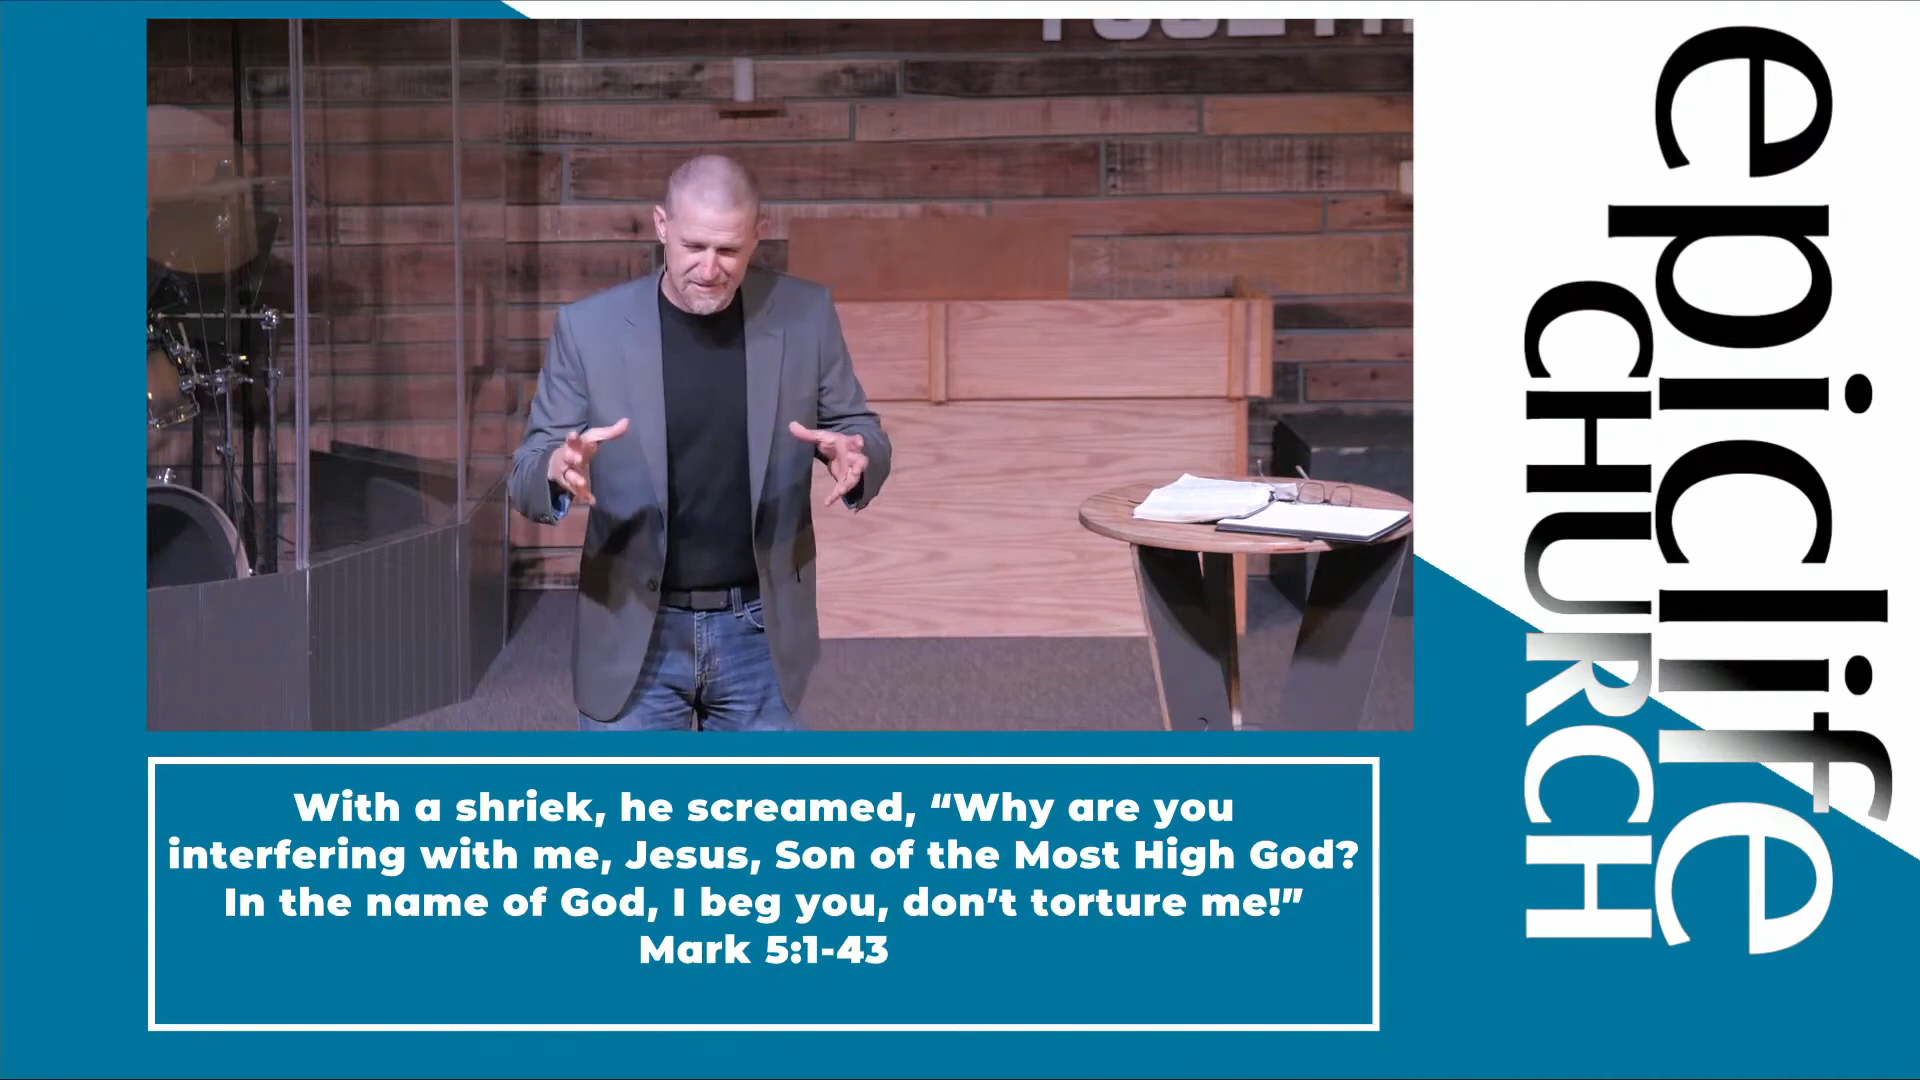 With a shriek, he screamed, “Why are you
interfering with me, Jesus, Son of the Most High God?
In the name of God, I beg you, don’t torture me!”
Mark 5:1-43
epiclife
CHURCH